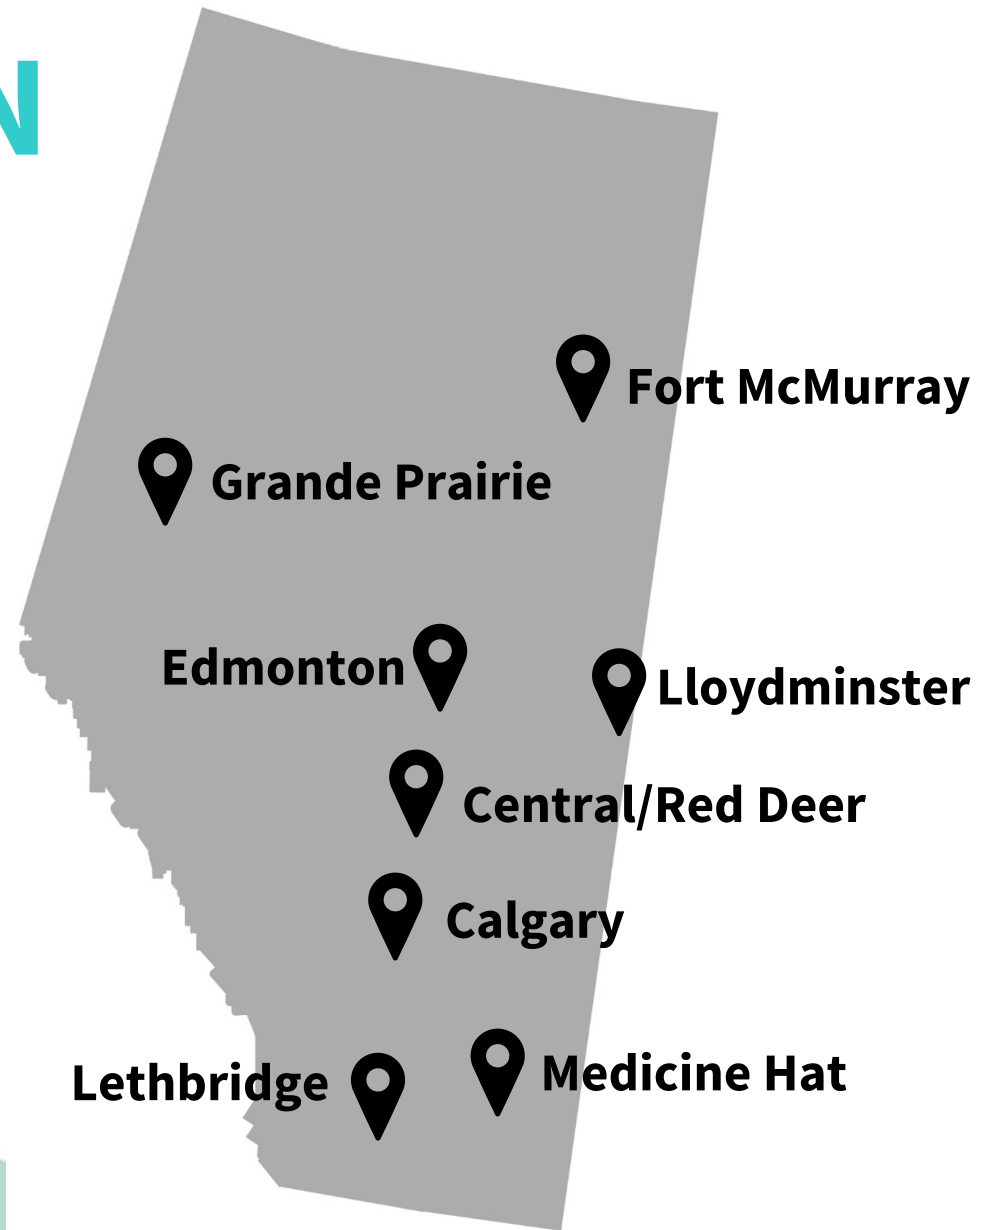 N
Fort McMurray
Grande Prairie
Edmonton
Lloydminster
Central/Red Deer
Calgary
Medicine Hat
Lethbridge